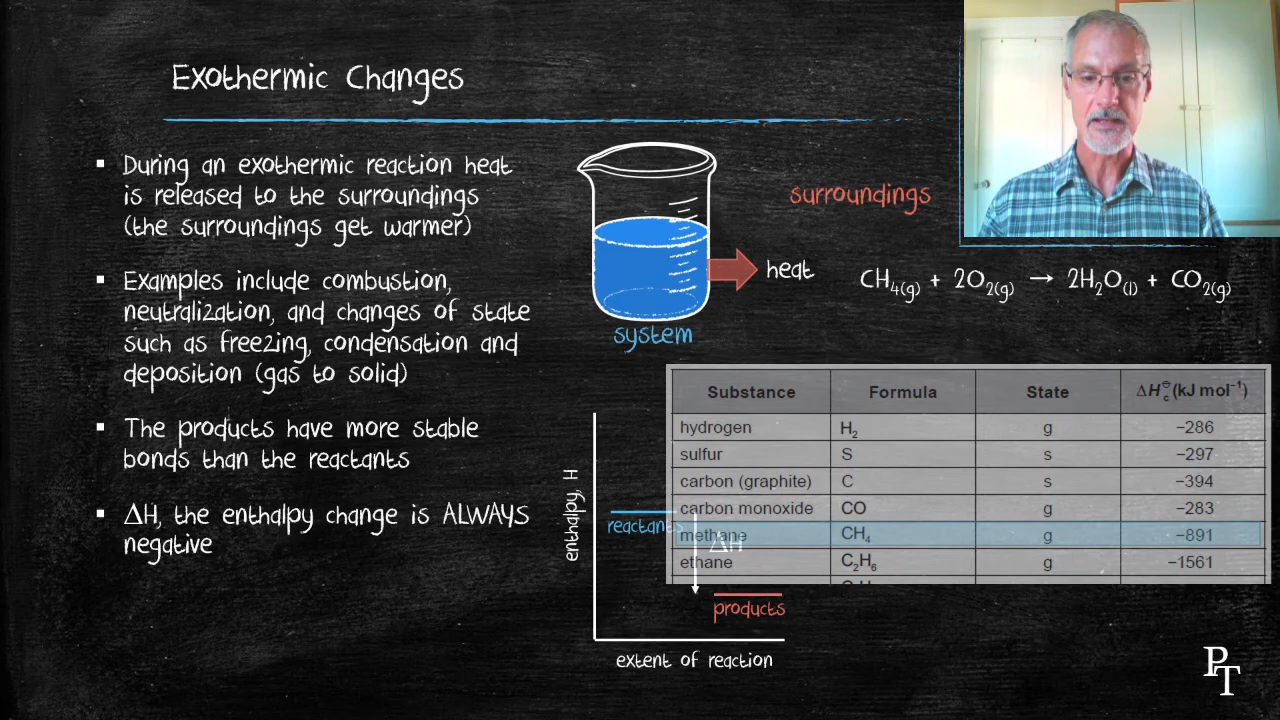 Exothermic Changes
▪ During an exothermic reaction heat
is released to the surroundings
(the surroundings get warmer)
▪ Examples include combustion,
neutralization, and changes of state
such as freezing, condensation and
deposition (gas to solid)
▪ The products have more stable
bonds than the reactants
▪ ΔH, the enthalpy change is ALWAYS
negative
surroundings
heat
system
CH₄(g) + 2O₂(g) → 2H₂O(l) + CO₂(g)
Substance Formula State ΔH_c^⊖ (kJ mol⁻¹)
hydrogen H₂ g −286
sulfur S s −297
carbon (graphite) C s −394
carbon monoxide CO g −283
methane CH₄ g −891
ethane C₂H₆ g −1561
enthalpy, H
reactants
ΔH
products
extent of reaction
PT